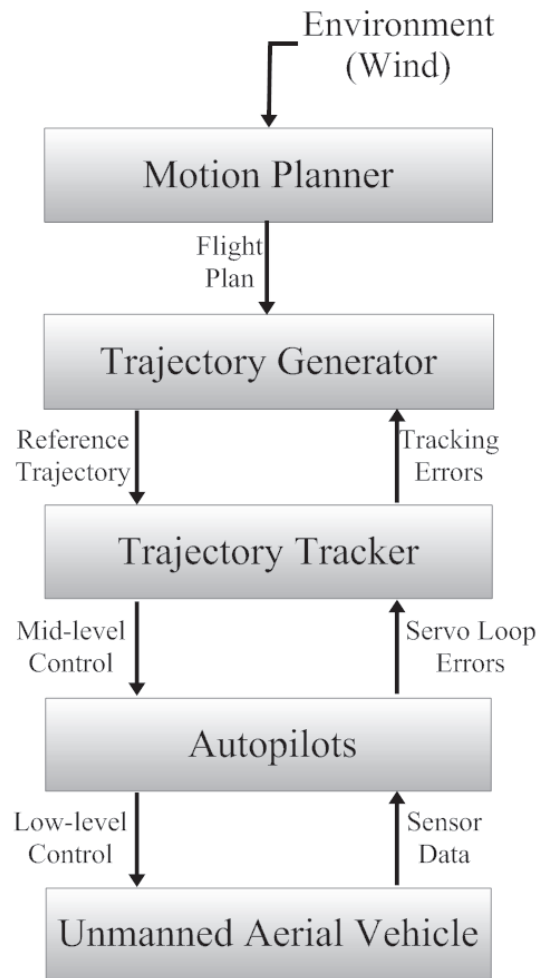 Environment
(Wind)
Motion Planner
Flight
Plan
Trajectory Generator
Reference
Trajectory
Tracking
Errors
Trajectory Tracker
Mid-level
Control
Servo Loop
Errors
Autopilots
Low-level
Control
Sensor
Data
Unmanned Aerial Vehicle